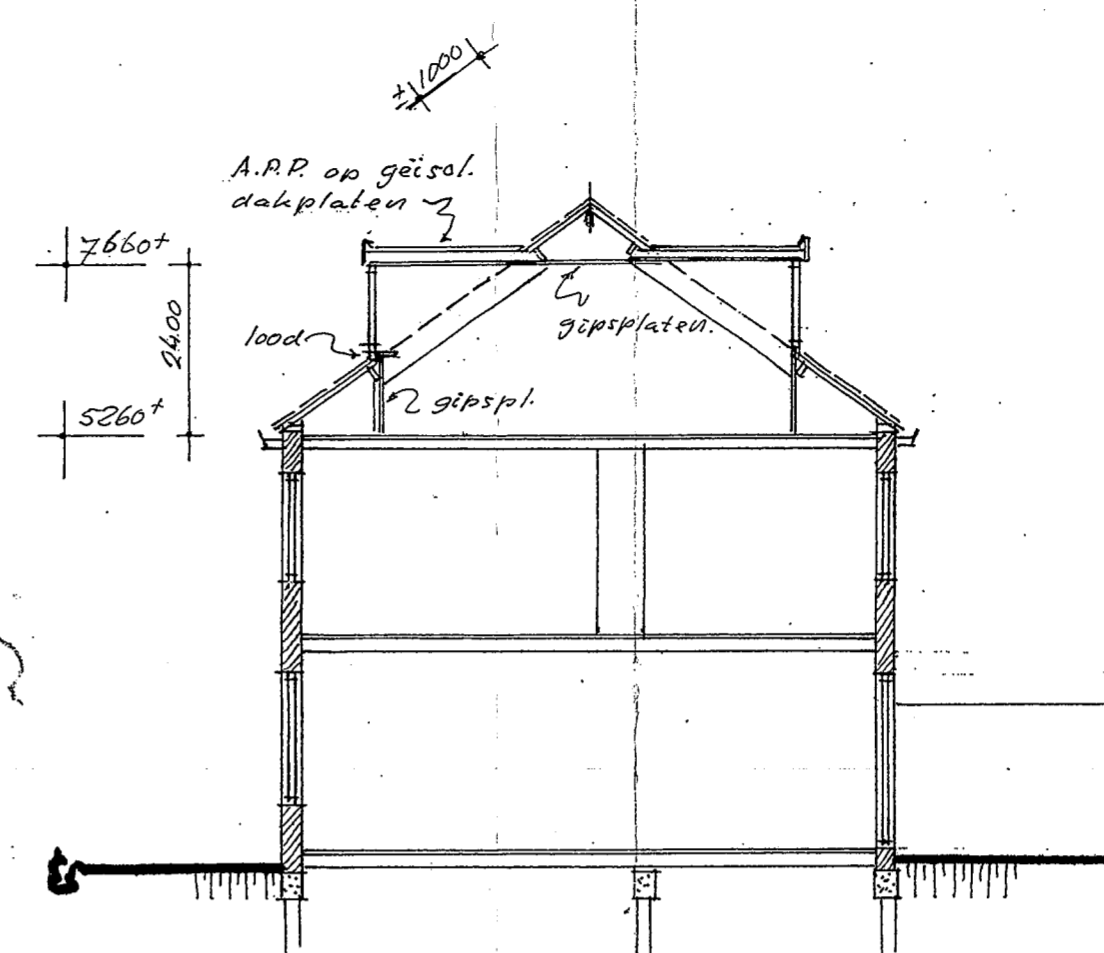 ± 1000
A.P.P. op geïsol.
dakplaten
7660+
2400
lood
gipsplaten.
5260+
gipspl.